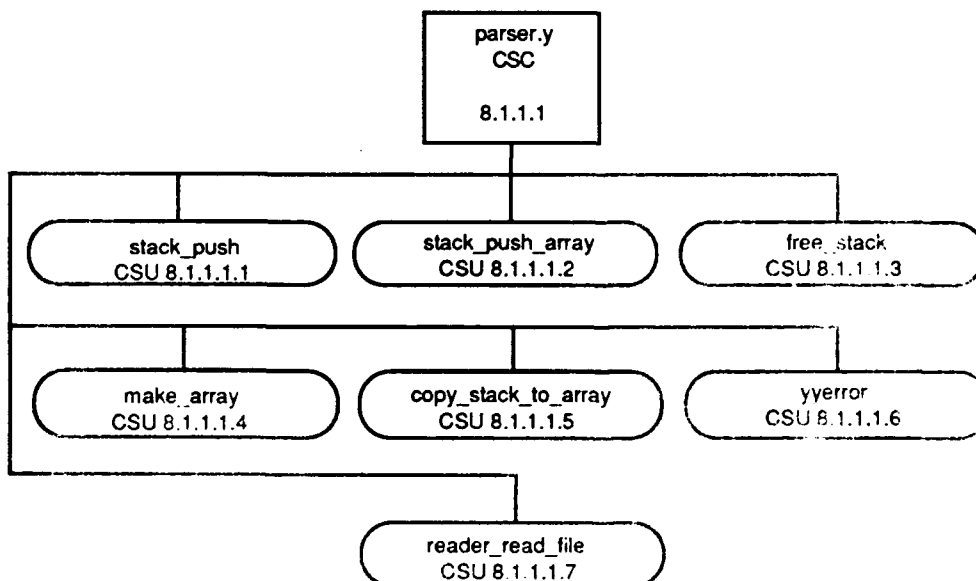 parser.y
CSC
8.1.1.1
stack_push
CSU 8.1.1.1.1
stack_push_array
CSU 8.1.1.1.2
free_stack
CSU 8.1.1.1.3
make_array
CSU 8.1.1.1.4
copy_stack_to_array
CSU 8.1.1.1.5
yyerror
CSU 8.1.1.1.6
reader_read_file
CSU 8.1.1.1.7